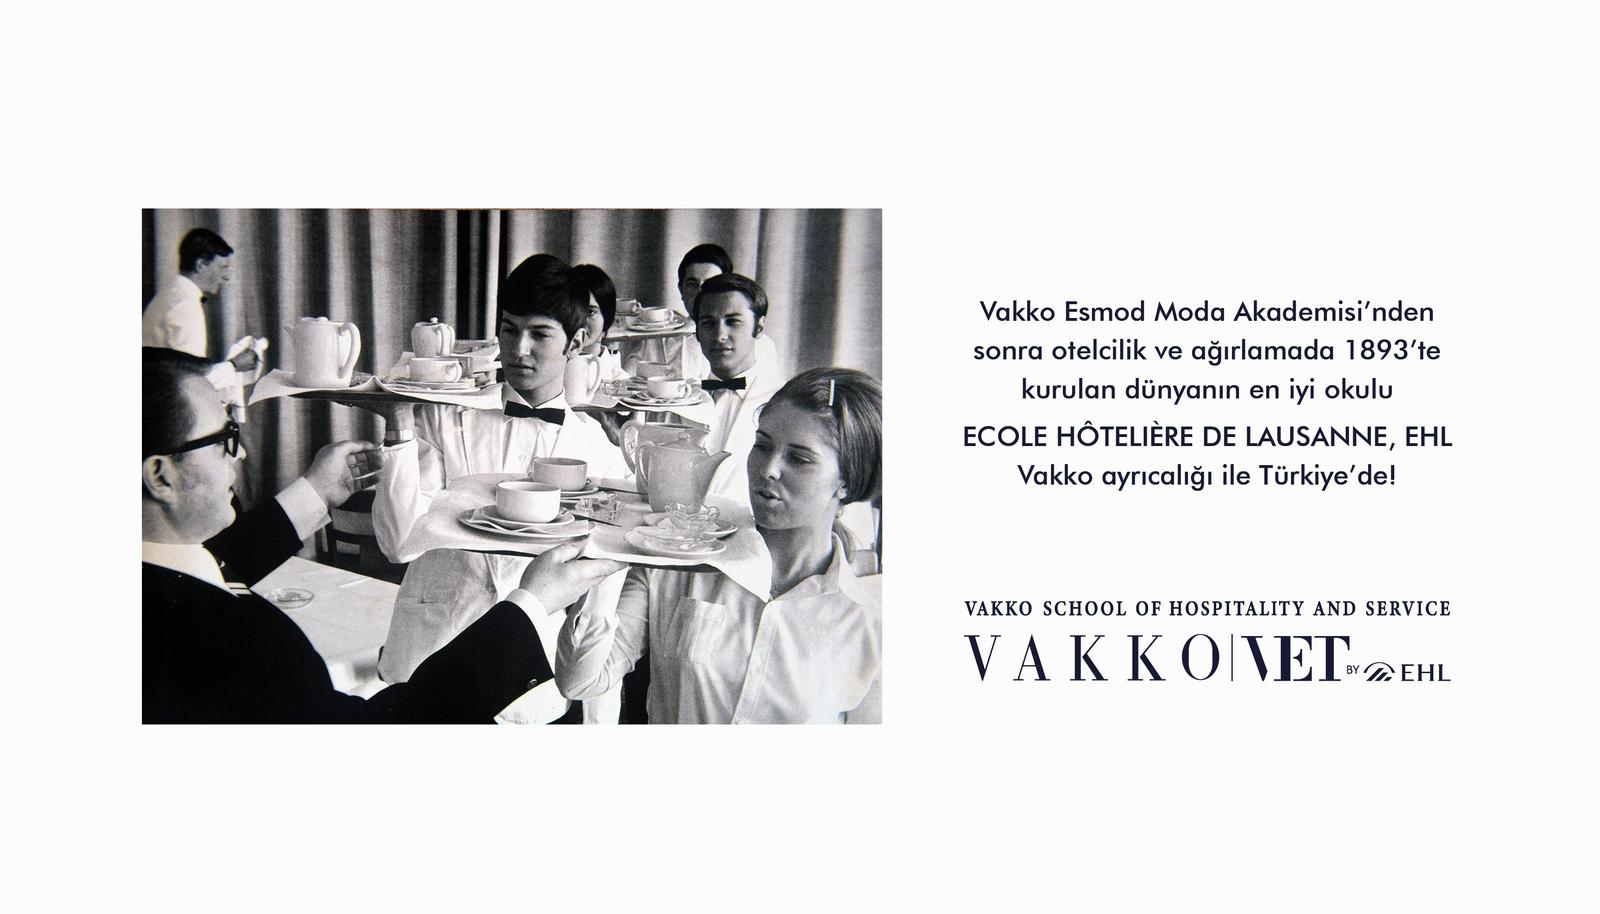 Vakko Esmod Moda Akademisi’nden
sonra otelcilik ve ağırlamada 1893’te
kurulan dünyanın en iyi okulu
ECOLE HÔTELIÈRE DE LAUSANNE, EHL
Vakko ayrıcalığı ile Türkiye’de!
VAKKO SCHOOL OF HOSPITALITY AND SERVICE
VAKKO|VET BY EHL